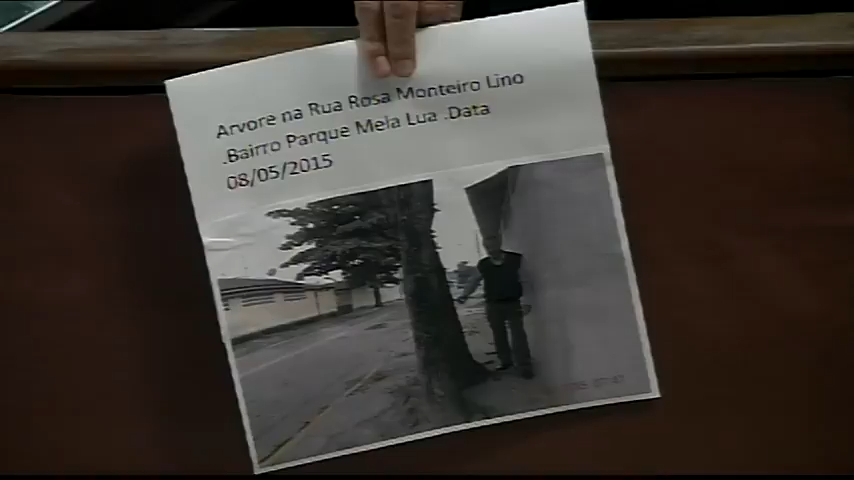 Arvore na Rua Rosa Monteiro Lino
.Bairro Parque Meia Lua .Data
08/05/2015